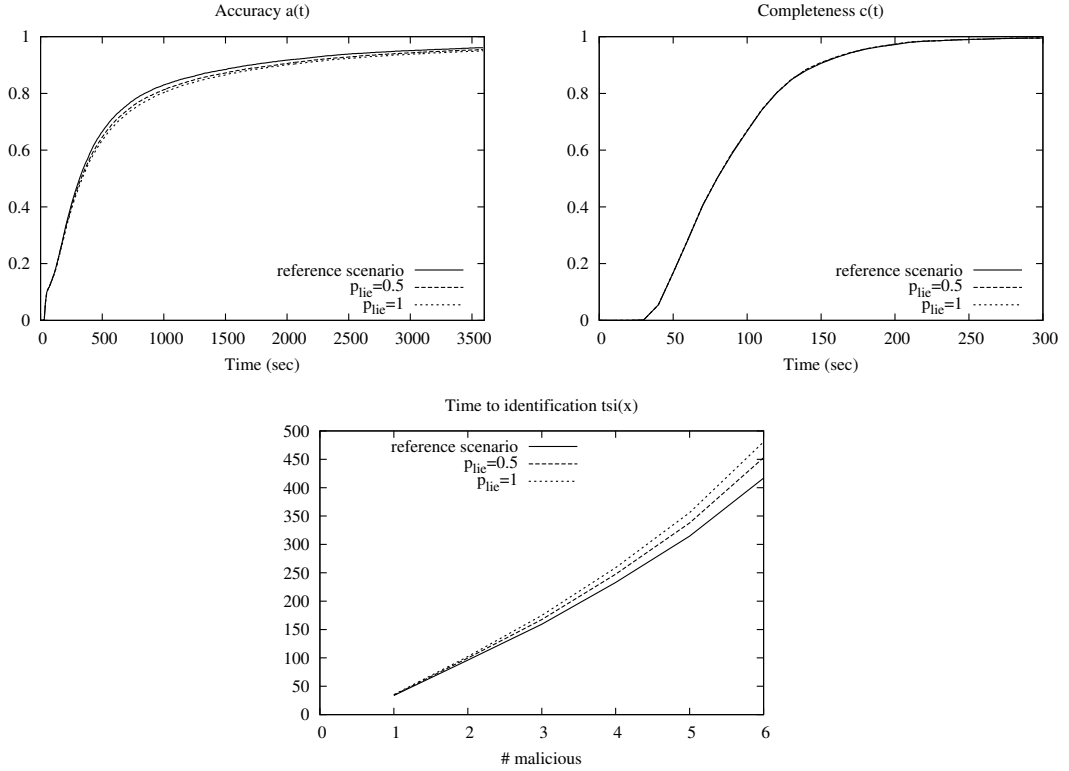 Accuracy a(t)
1
0.8
0.6
0.4
0.2
0
reference scenario
p_lie=0.5
p_lie=1
0 500 1000 1500 2000 2500 3000 3500
Time (sec)
Completeness c(t)
1
0.8
0.6
0.4
0.2
0
reference scenario
p_lie=0.5
p_lie=1
0 50 100 150 200 250 300
Time (sec)
Time to identification tsi(x)
500
450
400
350
300
250
200
150
100
50
0
reference scenario
p_lie=0.5
p_lie=1
0 1 2 3 4 5 6
# malicious